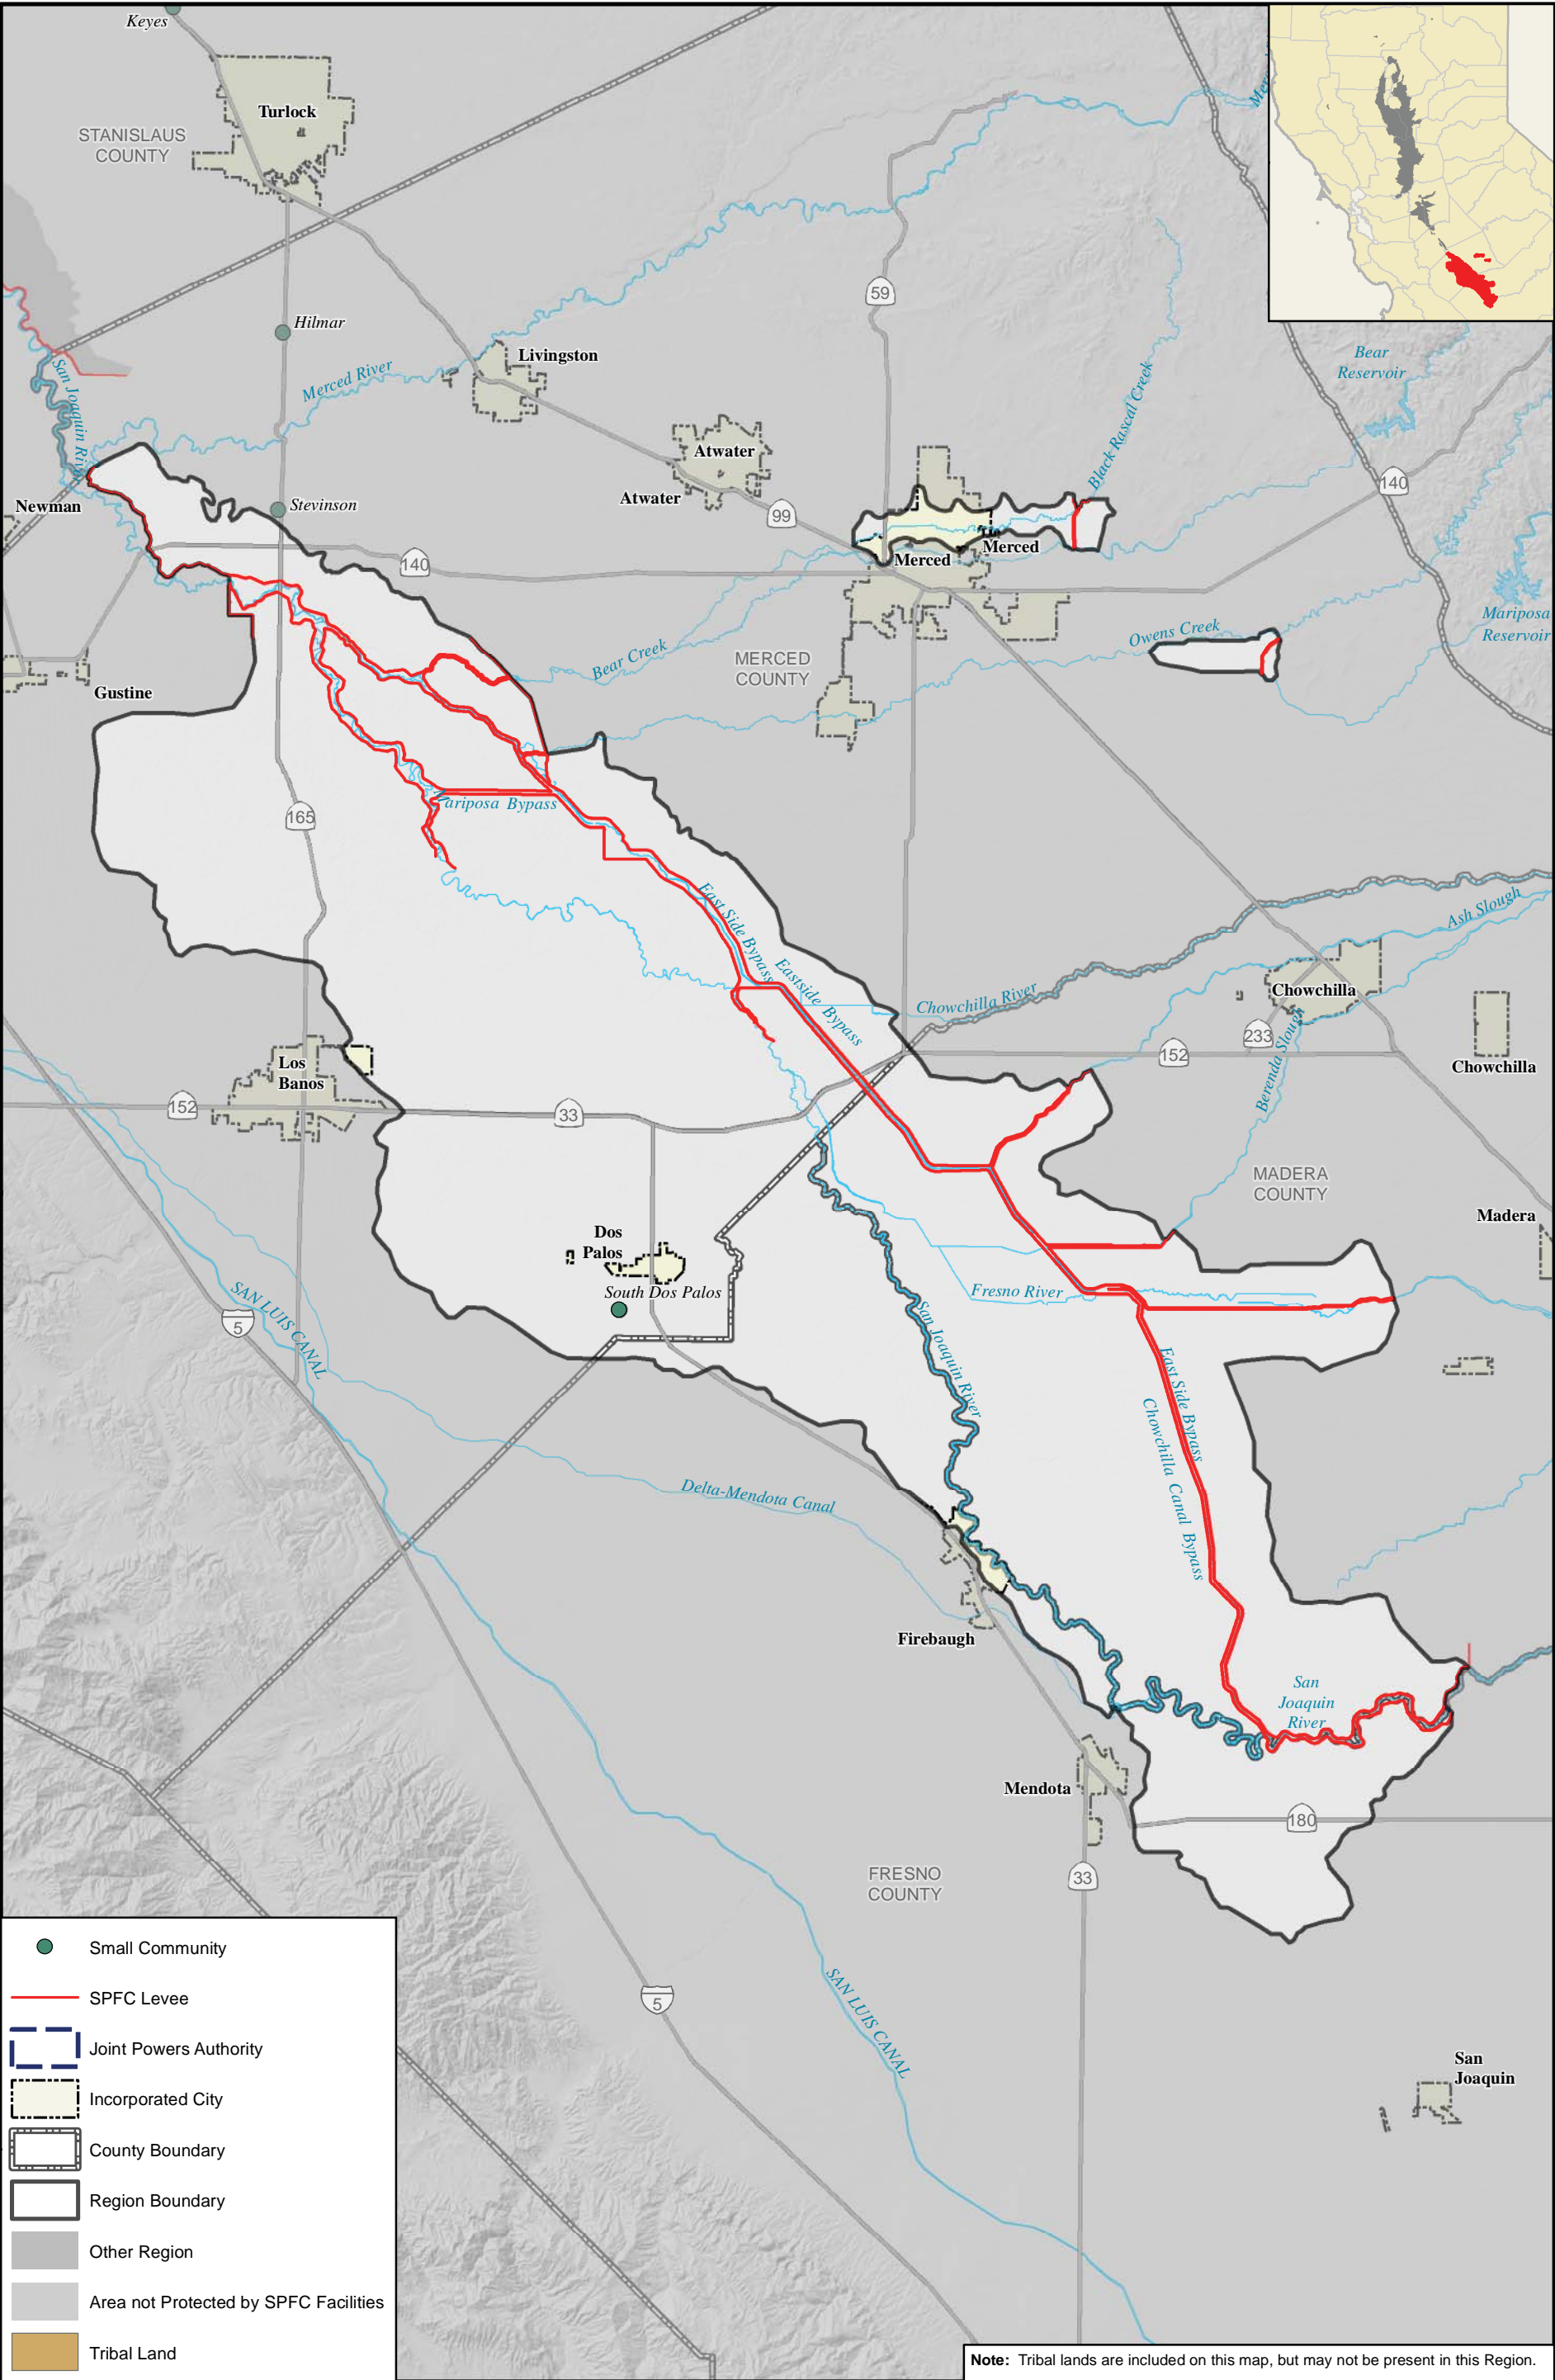 Keyes
Turlock
STANISLAUS
COUNTY
Mer
59
Hilmar
Livingston
Merced River
San Joaquin River
Bear
Reservoir
Black Rascal Creek
Atwater
Atwater
99
140
Newman
Stevinson
140
Merced
Merced
Mariposa
Reservoir
Owens Creek
Bear Creek
MERCED
COUNTY
Gustine
165
Mariposa Bypass
East Side Bypass
Eastside Bypass
Ash Slough
Chowchilla
Chowchilla River
233
152
Berenda Slough
Chowchilla
Los
Banos
152
33
MADERA
COUNTY
Madera
Dos
Palos
South Dos Palos
SAN LUIS CANAL
5
Fresno River
San Joaquin River
East Side Bypass
Chowchilla Canal Bypass
Delta-Mendota Canal
Firebaugh
San
Joaquin
River
Mendota
180
FRESNO
COUNTY
33
SAN LUIS CANAL
5
San
Joaquin
Small Community
SPFC Levee
Joint Powers Authority
Incorporated City
County Boundary
Region Boundary
Other Region
Area not Protected by SPFC Facilities
Tribal Land
Note: Tribal lands are included on this map, but may not be present in this Region.